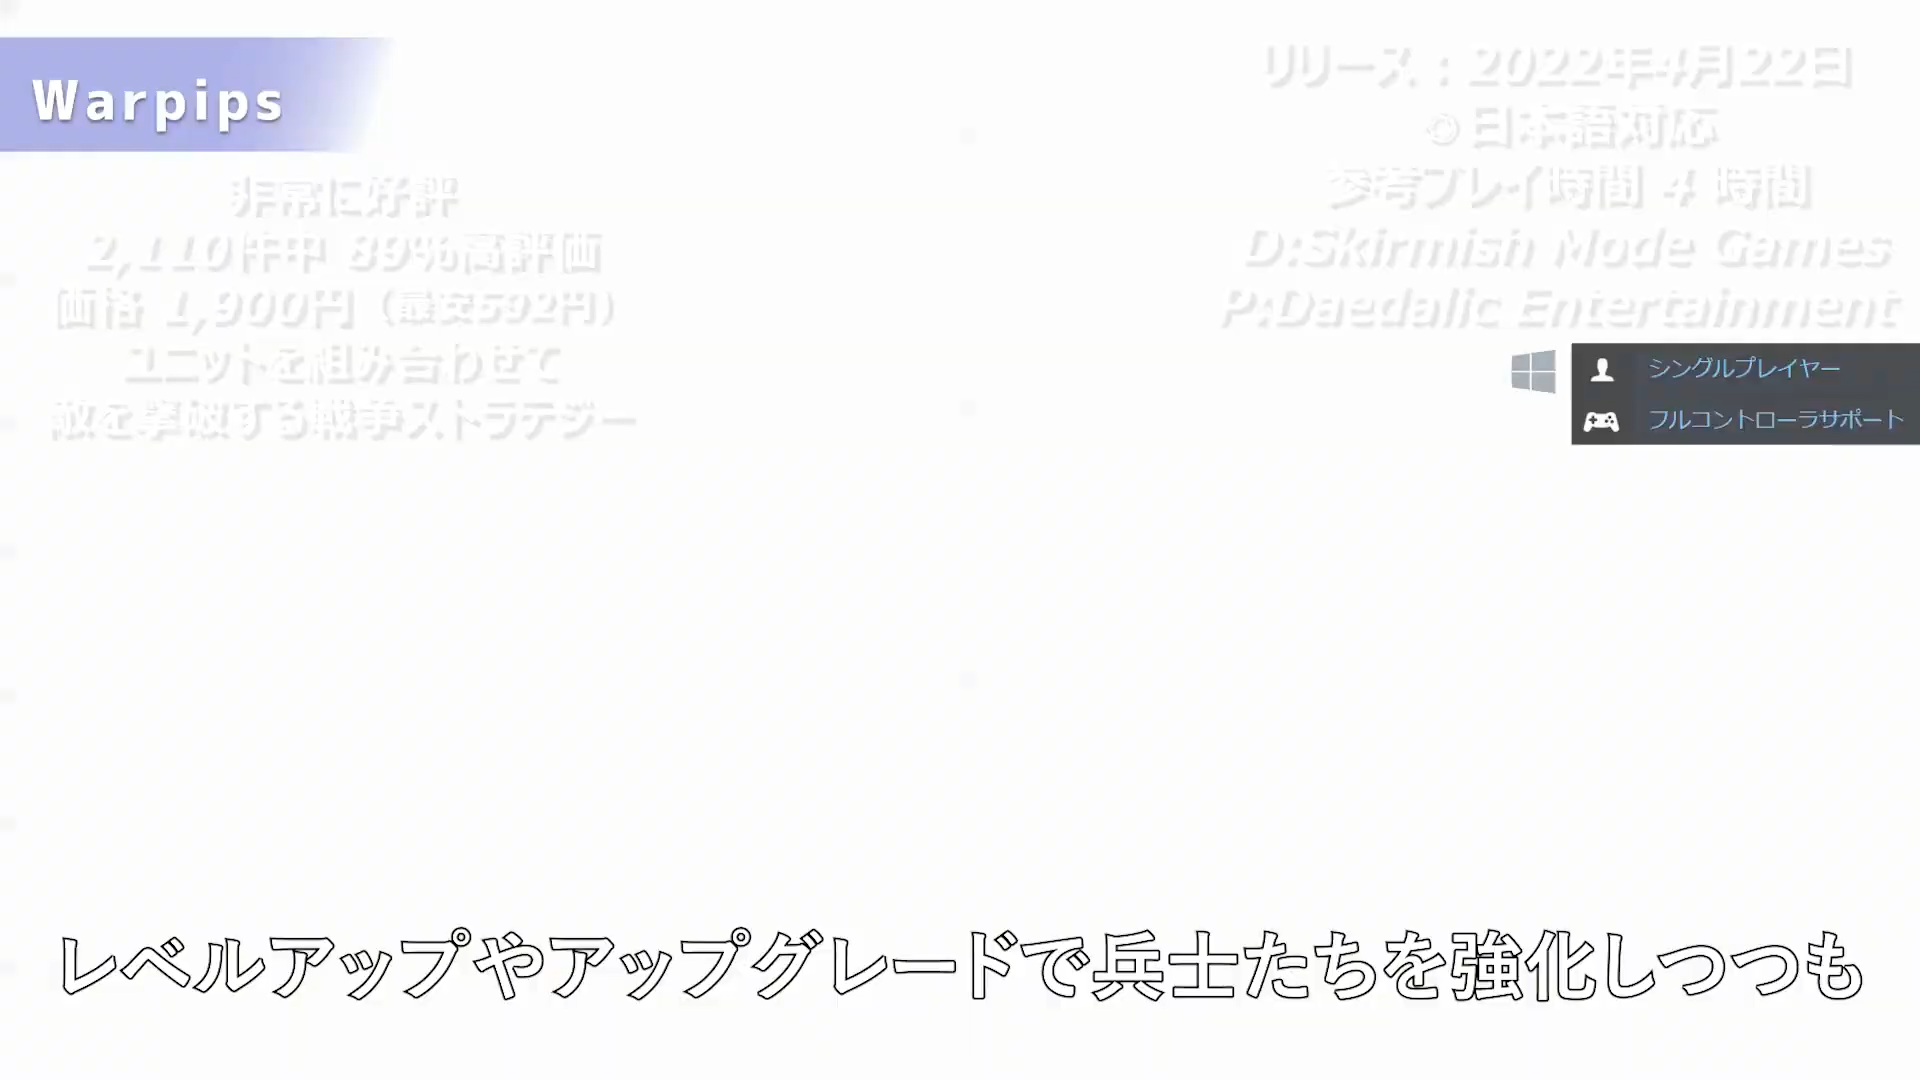 Warpips
非常に好評
2,110件中 89%高評価
価格 1,900円（最安592円）
ユニットを組み合わせて
敵を撃破する戦争ストラテジー
リリース：2022年4月22日
日本語対応
参考プレイ時間 4 時間
D:Skirmish Mode Games
P:Daedalic Entertainment
シングルプレイヤー
フルコントローラサポート
レベルアップやアップグレードで兵士たちを強化しつつも